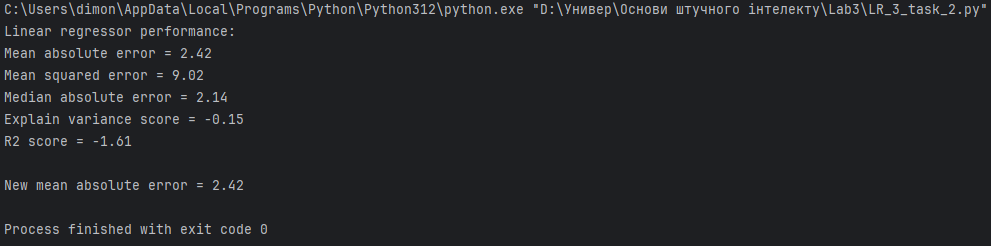 C:\Users\dimon\AppData\Local\Programs\Python\Python312\python.exe "D:\Универ\Основи штучного інтелекту\Lab3\LR_3_task_2.py"
Linear regressor performance:
Mean absolute error = 2.42
Mean squared error = 9.02
Median absolute error = 2.14
Explain variance score = -0.15
R2 score = -1.61
New mean absolute error = 2.42
Process finished with exit code 0